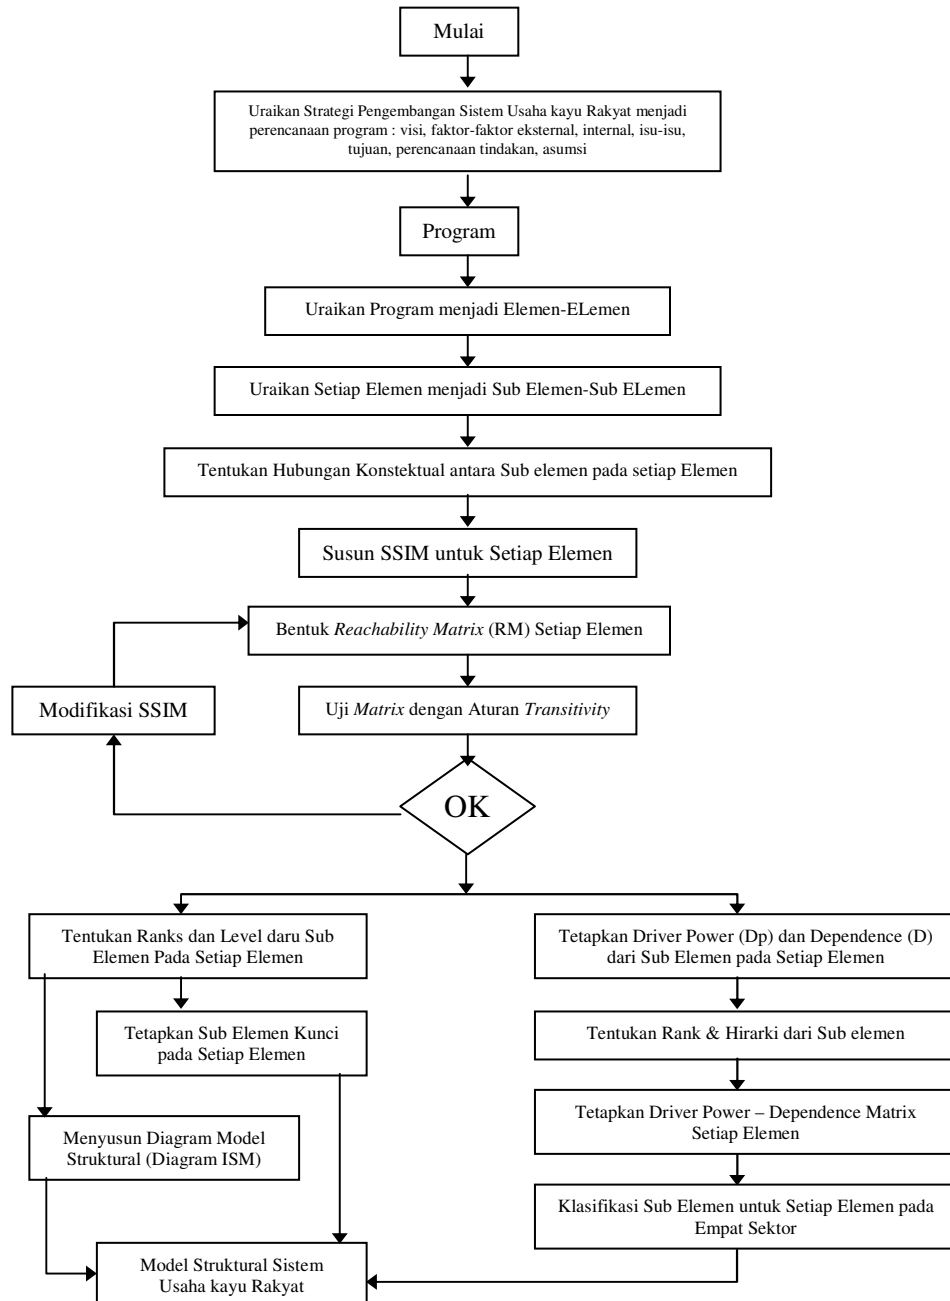 Mulai
Uraikan Strategi Pengembangan Sistem Usaha kayu Rakyat menjadi
perencanaan program : visi, faktor-faktor eksternal, internal, isu-isu,
tujuan, perencanaan tindakan, asumsi
Program
Uraikan Program menjadi Elemen-ELemen
Uraikan Setiap Elemen menjadi Sub Elemen-Sub ELemen
Tentukan Hubungan Konstektual antara Sub elemen pada setiap Elemen
Susun SSIM untuk Setiap Elemen
Bentuk Reachability Matrix (RM) Setiap Elemen
Modifikasi SSIM
Uji Matrix dengan Aturan Transitivity
OK
Tentukan Ranks dan Level daru Sub
Elemen Pada Setiap Elemen
Tetapkan Driver Power (Dp) dan Dependence (D)
dari Sub Elemen pada Setiap Elemen
Tetapkan Sub Elemen Kunci
pada Setiap Elemen
Tentukan Rank & Hirarki dari Sub elemen
Menyusun Diagram Model
Struktural (Diagram ISM)
Tetapkan Driver Power – Dependence Matrix
Setiap Elemen
Klasifikasi Sub Elemen untuk Setiap Elemen pada
Empat Sektor
Model Struktural Sistem
Usaha kayu Rakyat